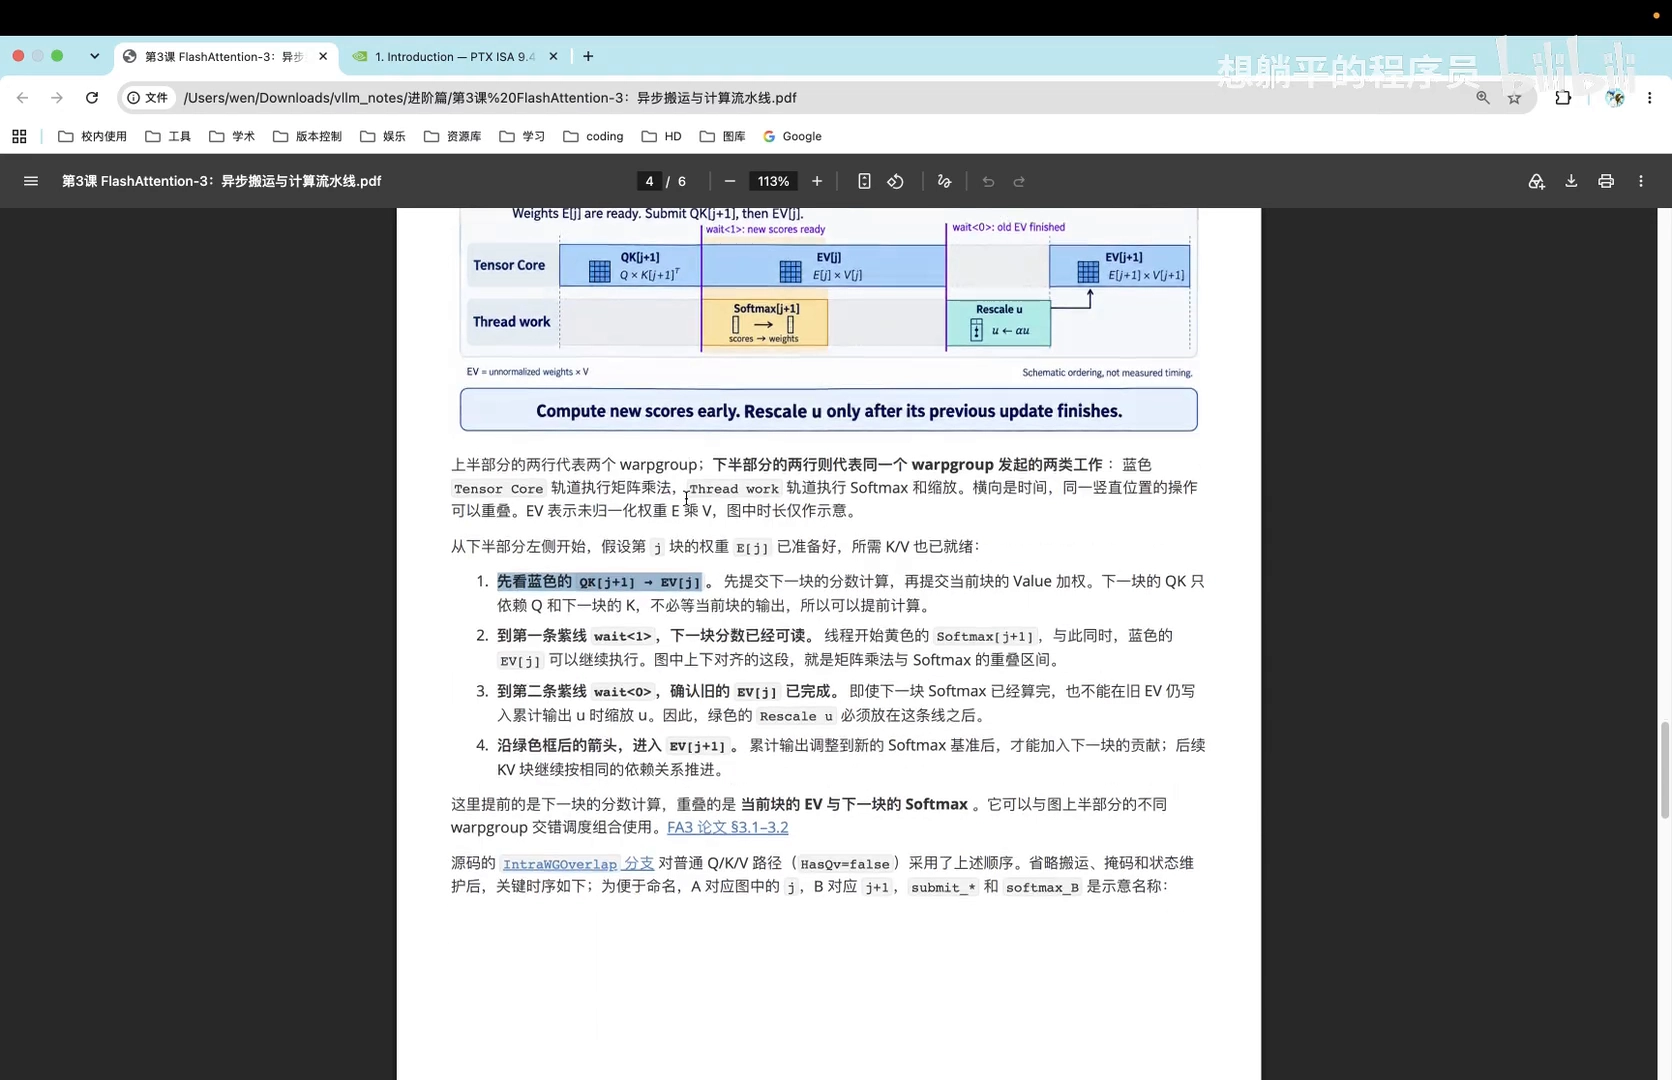 第3课 FlashAttention-3：异步
1. Introduction — PTX ISA 9.4
想躺平的程序员 bilibili
文件
/Users/wen/Downloads/vllm_notes/进阶篇/第3课%20FlashAttention-3：异步搬运与计算流水线.pdf
校内使用 工具 学术 版本控制 娱乐 资源库 学习 coding HD 图库 Google
第3课 FlashAttention-3：异步搬运与计算流水线.pdf
4 / 6
113%
Weights E[j] are ready. Submit QK[j+1], then EV[j].
wait<1>: new scores ready
wait<0>: old EV finished
Tensor Core
QK[j+1]
Q × K[j+1]ᵀ
EV[j]
E[j] × V[j]
EV[j+1]
E[j+1] × V[j+1]
Thread work
Softmax[j+1]
scores → weights
Rescale u
u ← αu
EV = unnormalized weights × V
Schematic ordering, not measured timing.
Compute new scores early. Rescale u only after its previous update finishes.
上半部分的两行代表两个 warpgroup；下半部分的两行则代表同一个 warpgroup 发起的两类工作：蓝色
Tensor Core 轨道执行矩阵乘法，Thread work 轨道执行 Softmax 和缩放。横向是时间，同一竖直位置的操作
可以重叠。EV 表示未归一化权重 E 乘 V，图中时长仅作示意。
从下半部分左侧开始，假设第 j 块的权重 E[j] 已准备好，所需 K/V 也已就绪：
1. 先看蓝色的 QK[j+1] → EV[j] 。先提交下一块的分数计算，再提交当前块的 Value 加权。下一块的 QK 只
依赖 Q 和下一块的 K，不必等当前块的输出，所以可以提前计算。
2. 到第一条紫线 wait<1>，下一块分数已经可读。线程开始黄色的 Softmax[j+1]，与此同时，蓝色的
EV[j] 可以继续执行。图中上下对齐的这段，就是矩阵乘法与 Softmax 的重叠区间。
3. 到第二条紫线 wait<0>，确认旧的 EV[j] 已完成。即使下一块 Softmax 已经算完，也不能在旧 EV 仍写
入累计输出 u 时缩放 u。因此，绿色的 Rescale u 必须放在这条线之后。
4. 沿绿色框后的箭头，进入 EV[j+1] 。累计输出调整到新的 Softmax 基准后，才能加入下一块的贡献；后续
KV 块继续按相同的依赖关系推进。
这里提前的是下一块的分数计算，重叠的是 当前块的 EV 与下一块的 Softmax 。它可以与图上半部分的不同
warpgroup 交错调度组合使用。FA3 论文 §3.1–3.2
源码的 IntraWGOverlap 分支 对普通 Q/K/V 路径（HasQv=false）采用了上述顺序。省略搬运、掩码和状态维
护后，关键时序如下；为便于命名，A 对应图中的 j，B 对应 j+1，submit_* 和 softmax_B 是示意名称：